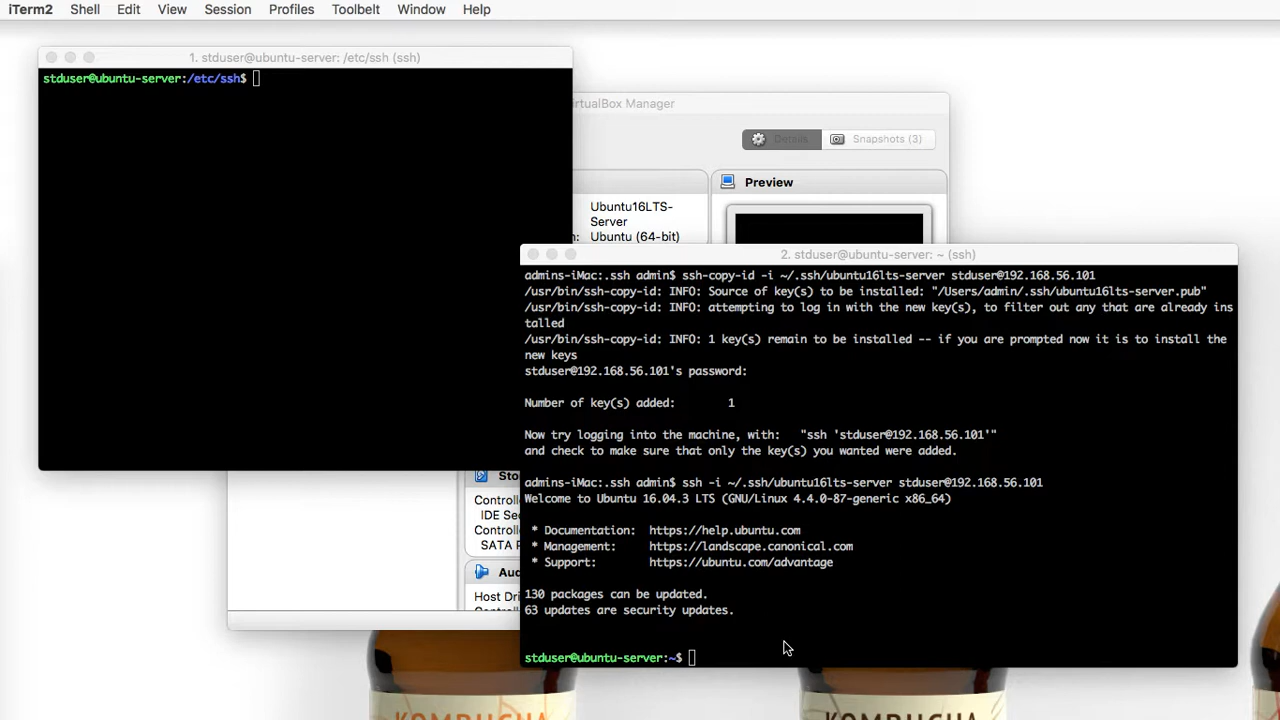 iTerm2 Shell Edit View Session Profiles Toolbelt Window Help
1. stduser@ubuntu-server: /etc/ssh (ssh)
stduser@ubuntu-server:/etc/ssh$
VirtualBox Manager
Details Snapshots (3)
Preview
Ubuntu16LTS-
Server
Ubuntu (64-bit)
2. stduser@ubuntu-server: ~ (ssh)
admins-iMac:.ssh admin$ ssh-copy-id -i ~/.ssh/ubuntu16lts-server stduser@192.168.56.101
/usr/bin/ssh-copy-id: INFO: Source of key(s) to be installed: "/Users/admin/.ssh/ubuntu16lts-server.pub"
/usr/bin/ssh-copy-id: INFO: attempting to log in with the new key(s), to filter out any that are already ins
talled
/usr/bin/ssh-copy-id: INFO: 1 key(s) remain to be installed -- if you are prompted now it is to install the
new keys
stduser@192.168.56.101's password:
Number of key(s) added: 1
Now try logging into the machine, with: "ssh 'stduser@192.168.56.101'"
and check to make sure that only the key(s) you wanted were added.
admins-iMac:.ssh admin$ ssh -i ~/.ssh/ubuntu16lts-server stduser@192.168.56.101
Welcome to Ubuntu 16.04.3 LTS (GNU/Linux 4.4.0-87-generic x86_64)
* Documentation: https://help.ubuntu.com
* Management: https://landscape.canonical.com
* Support: https://ubuntu.com/advantage
130 packages can be updated.
63 updates are security updates.
stduser@ubuntu-server:~$
Sto
Control
IDE Se
Control
SATA P
Aud
Host Driv
KOMBUCHA
KOMBUCHA